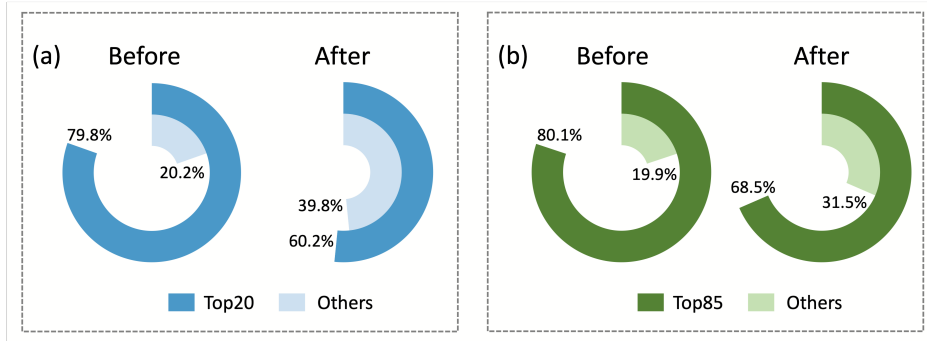 (a)
Before
After
79.8%
20.2%
39.8%
60.2%
Top20
Others
(b)
Before
After
80.1%
19.9%
68.5%
31.5%
Top85
Others